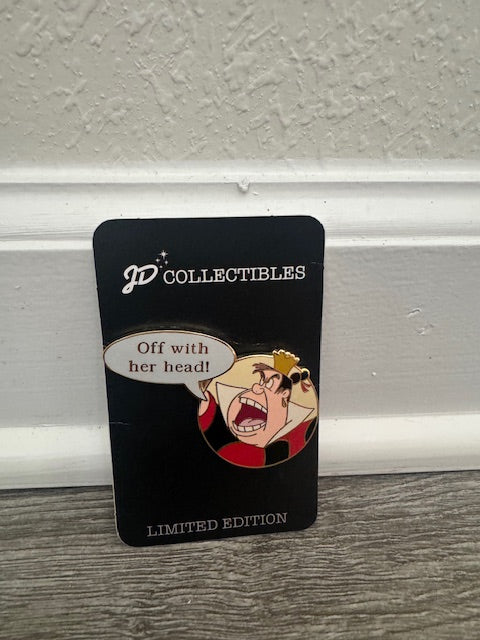 JD COLLECTIBLES
Off with
her head!
LIMITED EDITION